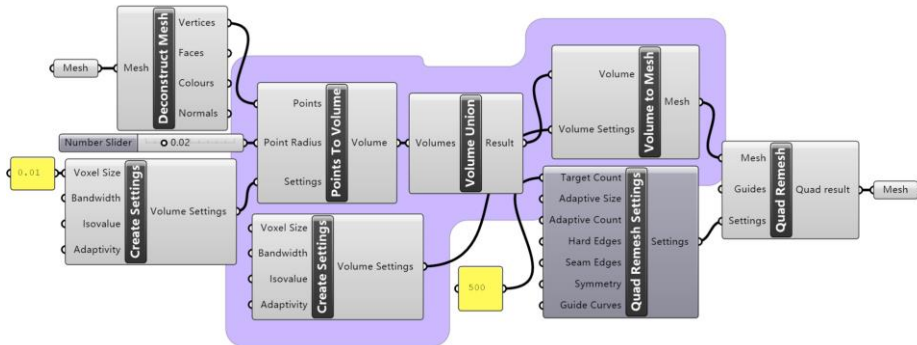 Mesh
Mesh
Deconstruct Mesh
Vertices
Faces
Colours
Normals
Number Slider
0.02
0.01
Voxel Size
Bandwidth
Isovalue
Adaptivity
Create Settings
Volume Settings
Points
Point Radius
Settings
Points To Volume
Volume
Voxel Size
Bandwidth
Isovalue
Adaptivity
Create Settings
Volume Settings
Volumes
Volume Union
Result
Volume
Volume Settings
Volume to Mesh
Mesh
500
Target Count
Adaptive Size
Adaptive Count
Hard Edges
Seam Edges
Symmetry
Guide Curves
Quad Remesh Settings
Settings
Mesh
Guides
Settings
Quad Remesh
Quad result
Mesh